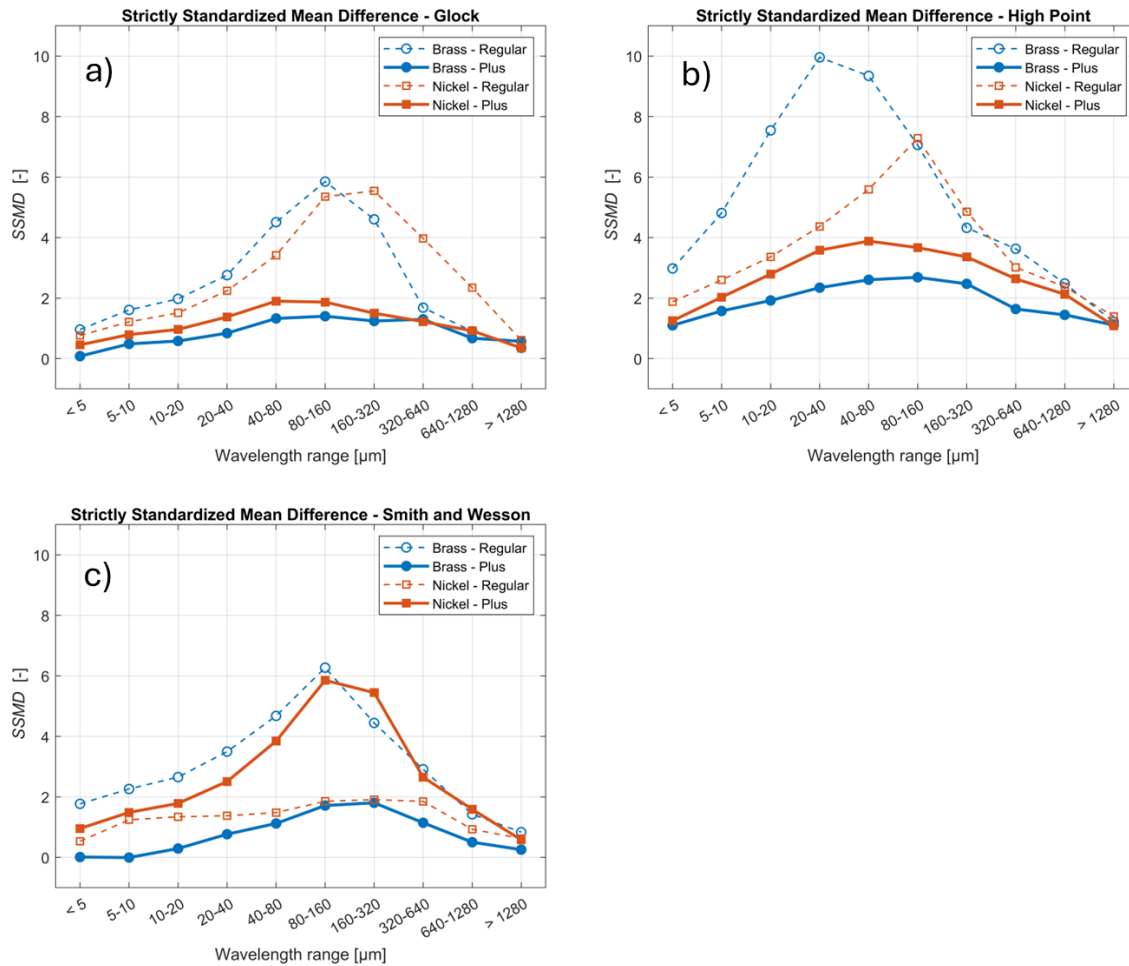 Strictly Standardized Mean Difference - Glock
a)
Brass - Regular
Brass - Plus
Nickel - Regular
Nickel - Plus
10
8
6
4
2
0
SSMD [-]
< 5
5-10
10-20
20-40
40-80
80-160
160-320
320-640
640-1280
> 1280
Wavelength range [µm]
Strictly Standardized Mean Difference - High Point
b)
Brass - Regular
Brass - Plus
Nickel - Regular
Nickel - Plus
10
8
6
4
2
0
SSMD [-]
< 5
5-10
10-20
20-40
40-80
80-160
160-320
320-640
640-1280
> 1280
Wavelength range [µm]
Strictly Standardized Mean Difference - Smith and Wesson
c)
Brass - Regular
Brass - Plus
Nickel - Regular
Nickel - Plus
10
8
6
4
2
0
SSMD [-]
< 5
5-10
10-20
20-40
40-80
80-160
160-320
320-640
640-1280
> 1280
Wavelength range [µm]